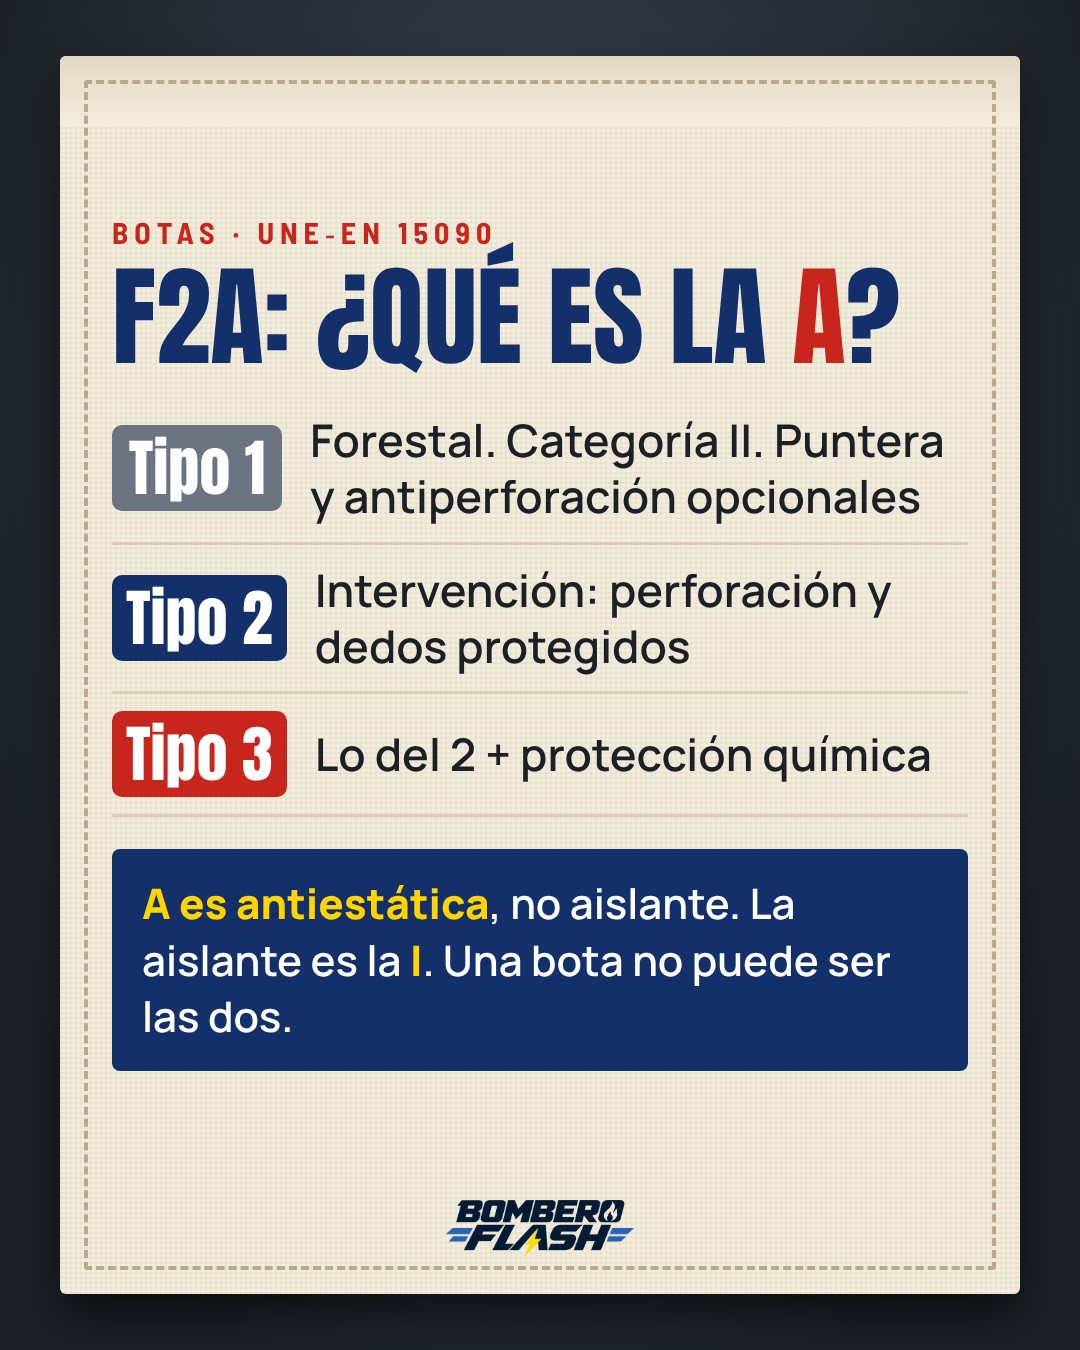 BOTAS · UNE-EN 15090
F2A: ¿QUÉ ES LA A?
Tipo 1
Forestal. Categoría II. Puntera
y antiperforación opcionales
Tipo 2
Intervención: perforación y
dedos protegidos
Tipo 3
Lo del 2 + protección química
A es antiestática, no aislante. La
aislante es la I. Una bota no puede ser
las dos.
BOMBERO
FLASH